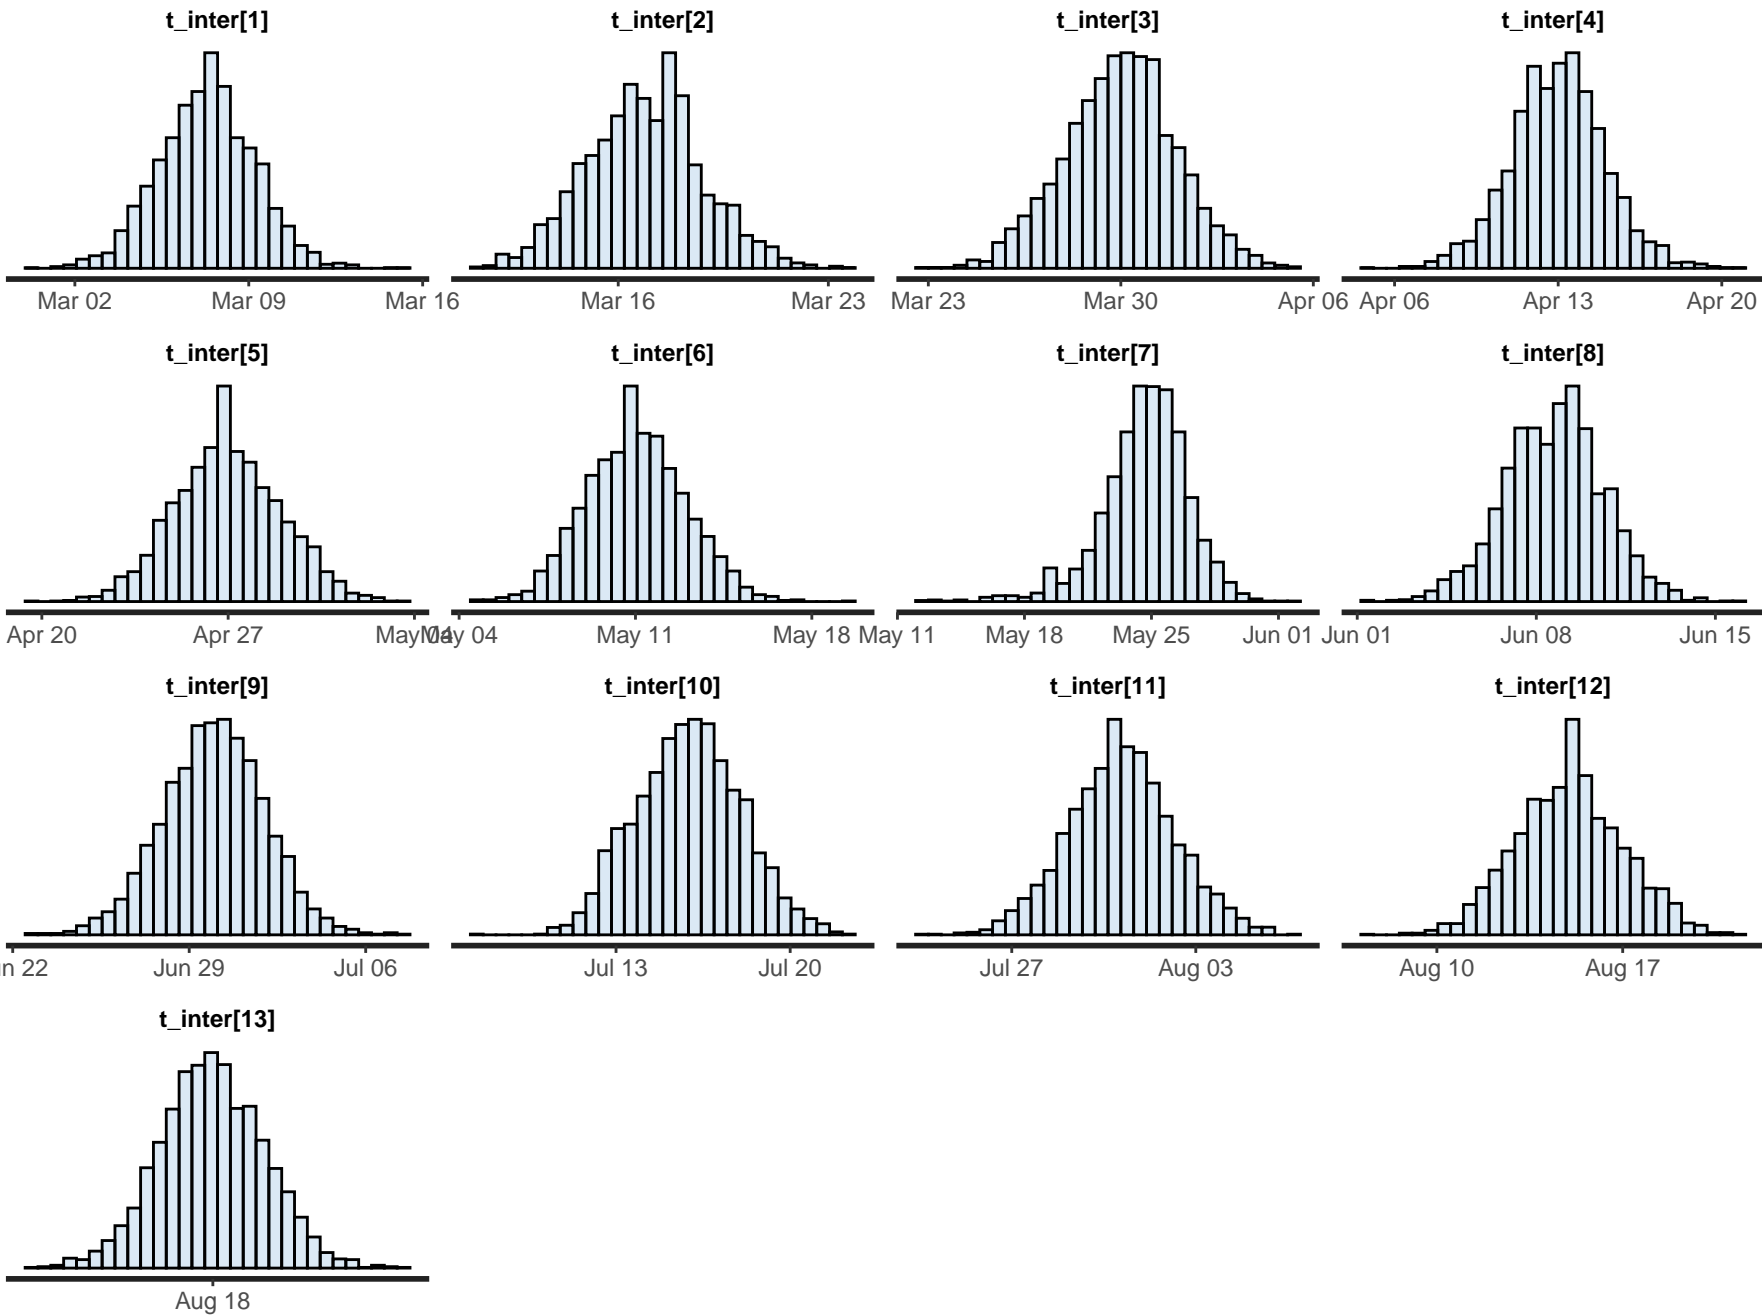 t_inter[1] t_inter[2] t_inter[3] t_inter[4]
Mar 02 Mar 09 Mar 16 Mar 16 Mar 23 Mar 23 Mar 30 Apr 06 Apr 06 Apr 13 Apr 20
t_inter[5] t_inter[6] t_inter[7] t_inter[8]
Apr 20 Apr 27 May 04 May 04 May 11 May 18 May 11 May 18 May 25 Jun 01 Jun 01 Jun 08 Jun 15
t_inter[9] t_inter[10] t_inter[11] t_inter[12]
n 22 Jun 29 Jul 06 Jul 13 Jul 20 Jul 27 Aug 03 Aug 10 Aug 17
t_inter[13]
Aug 18